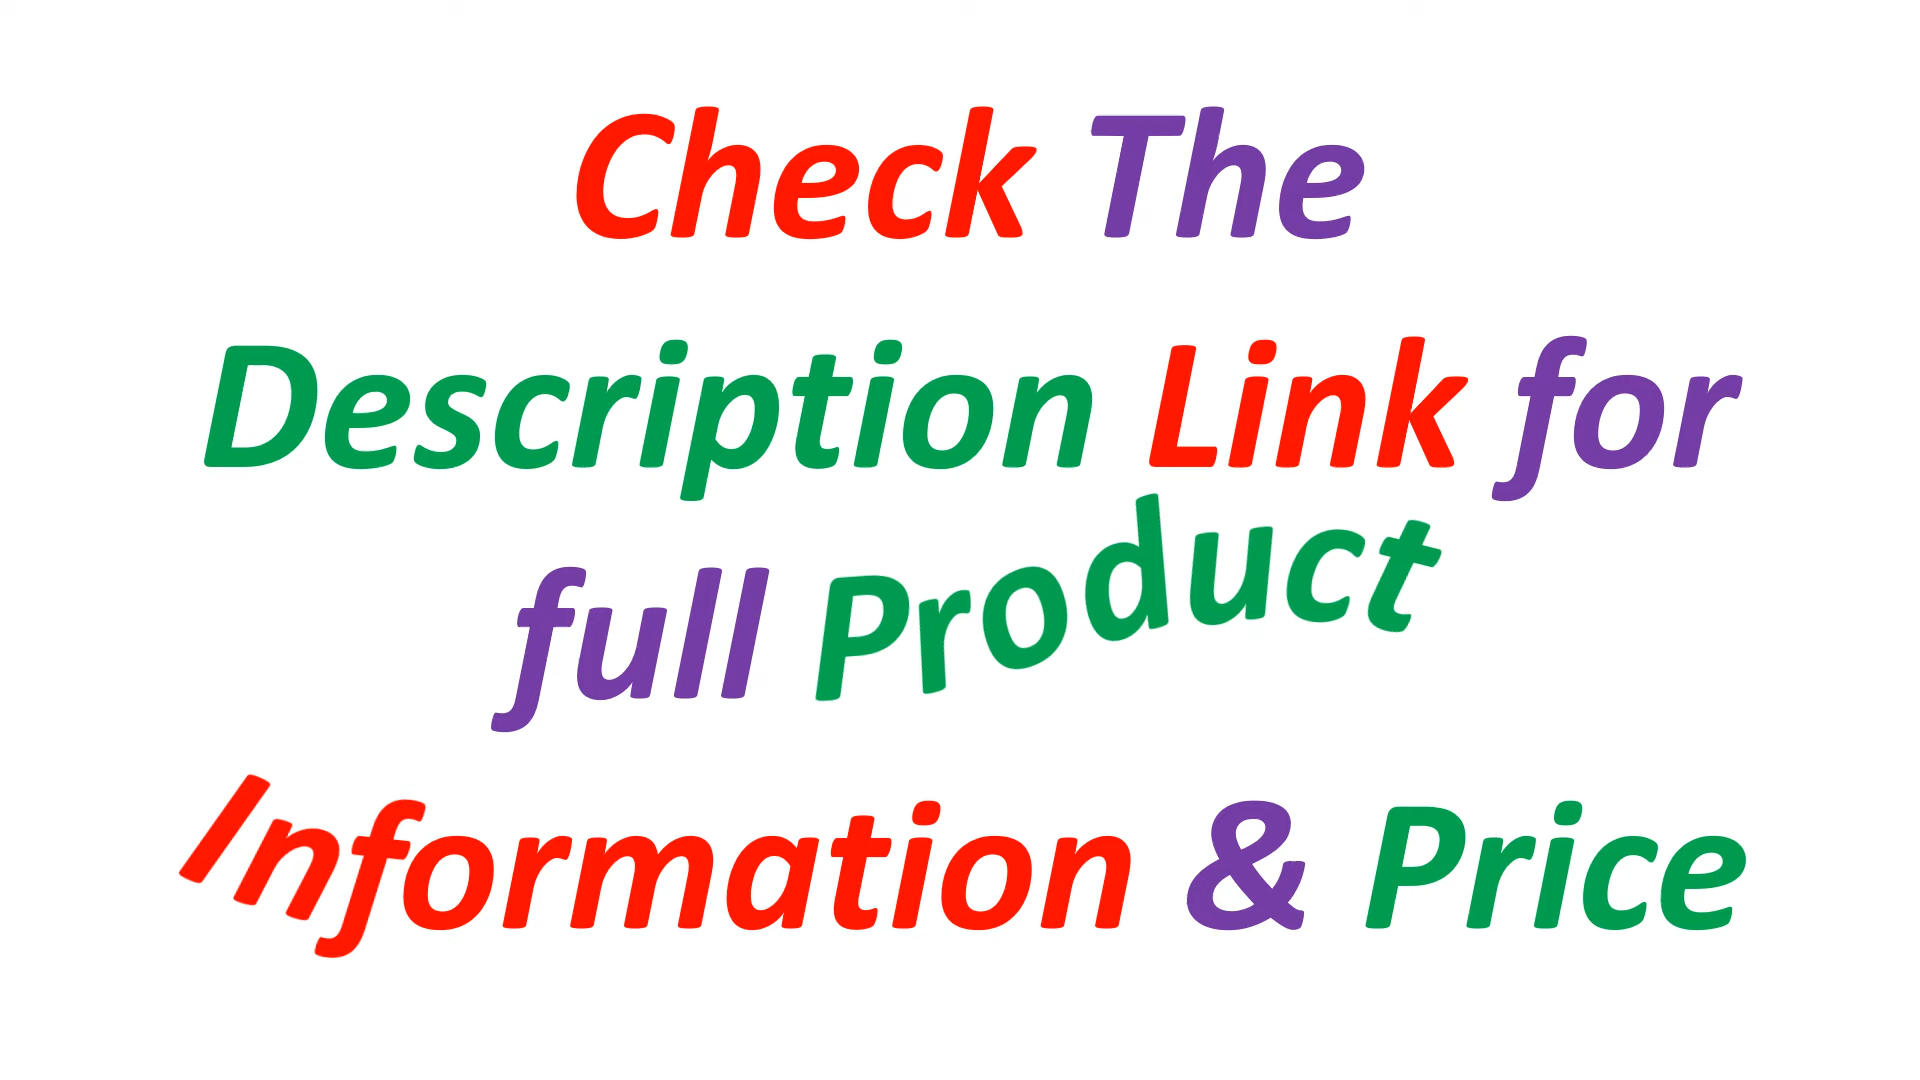 Check The
Description Link for
full Product
Information & Price